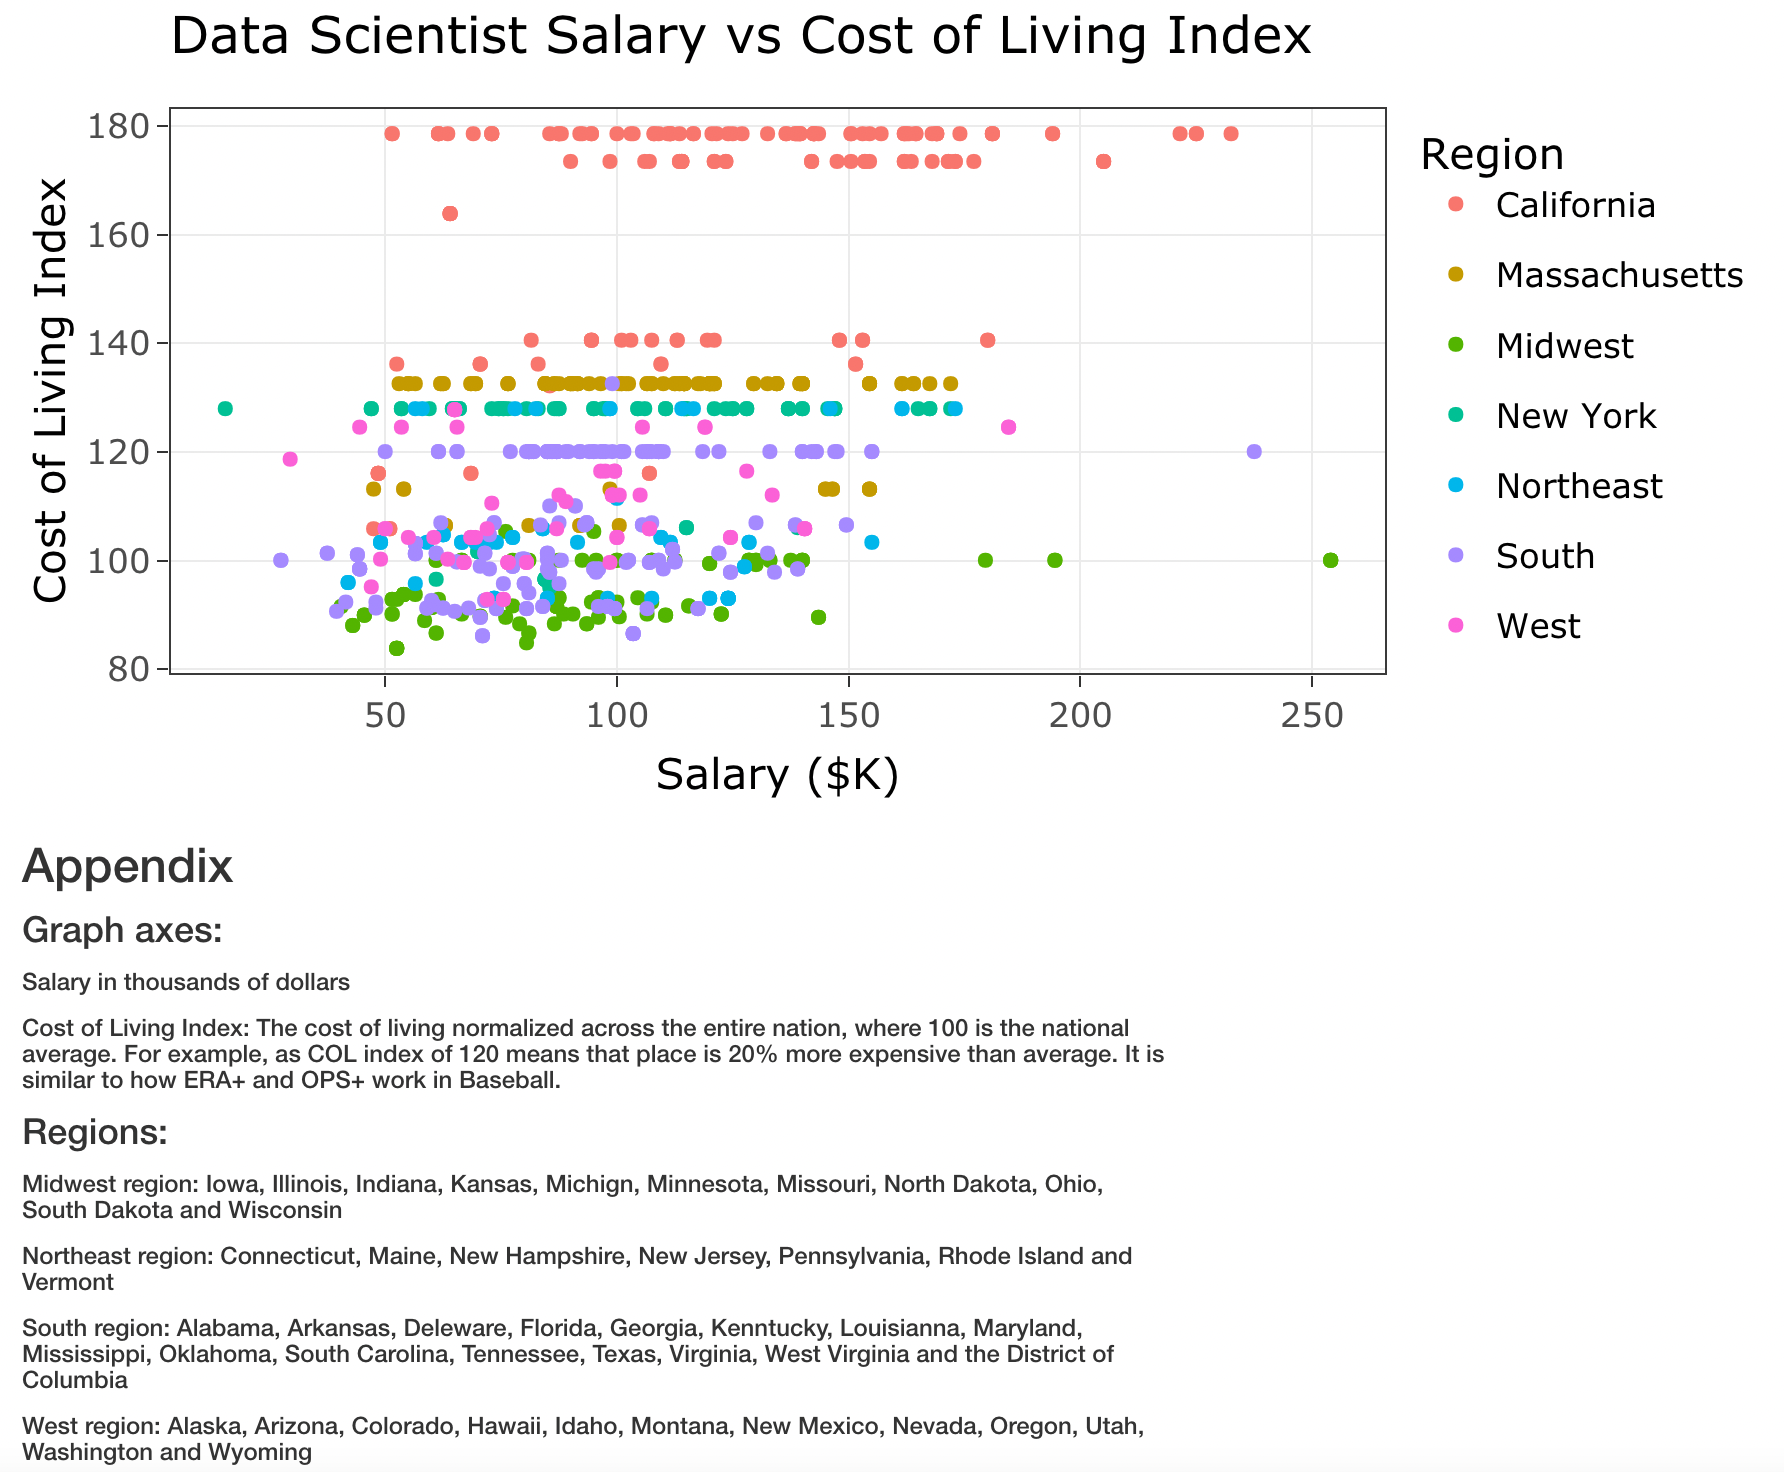 Data Scientist Salary vs Cost of Living Index
Cost of Living Index
180
160
140
120
100
80
50 100 150 200 250
Salary ($K)
Region
California
Massachusetts
Midwest
New York
Northeast
South
West
Appendix
Graph axes:
Salary in thousands of dollars
Cost of Living Index: The cost of living normalized across the entire nation, where 100 is the national
average. For example, as COL index of 120 means that place is 20% more expensive than average. It is
similar to how ERA+ and OPS+ work in Baseball.
Regions:
Midwest region: Iowa, Illinois, Indiana, Kansas, Michign, Minnesota, Missouri, North Dakota, Ohio,
South Dakota and Wisconsin
Northeast region: Connecticut, Maine, New Hampshire, New Jersey, Pennsylvania, Rhode Island and
Vermont
South region: Alabama, Arkansas, Deleware, Florida, Georgia, Kenntucky, Louisianna, Maryland,
Mississippi, Oklahoma, South Carolina, Tennessee, Texas, Virginia, West Virginia and the District of
Columbia
West region: Alaska, Arizona, Colorado, Hawaii, Idaho, Montana, New Mexico, Nevada, Oregon, Utah,
Washington and Wyoming